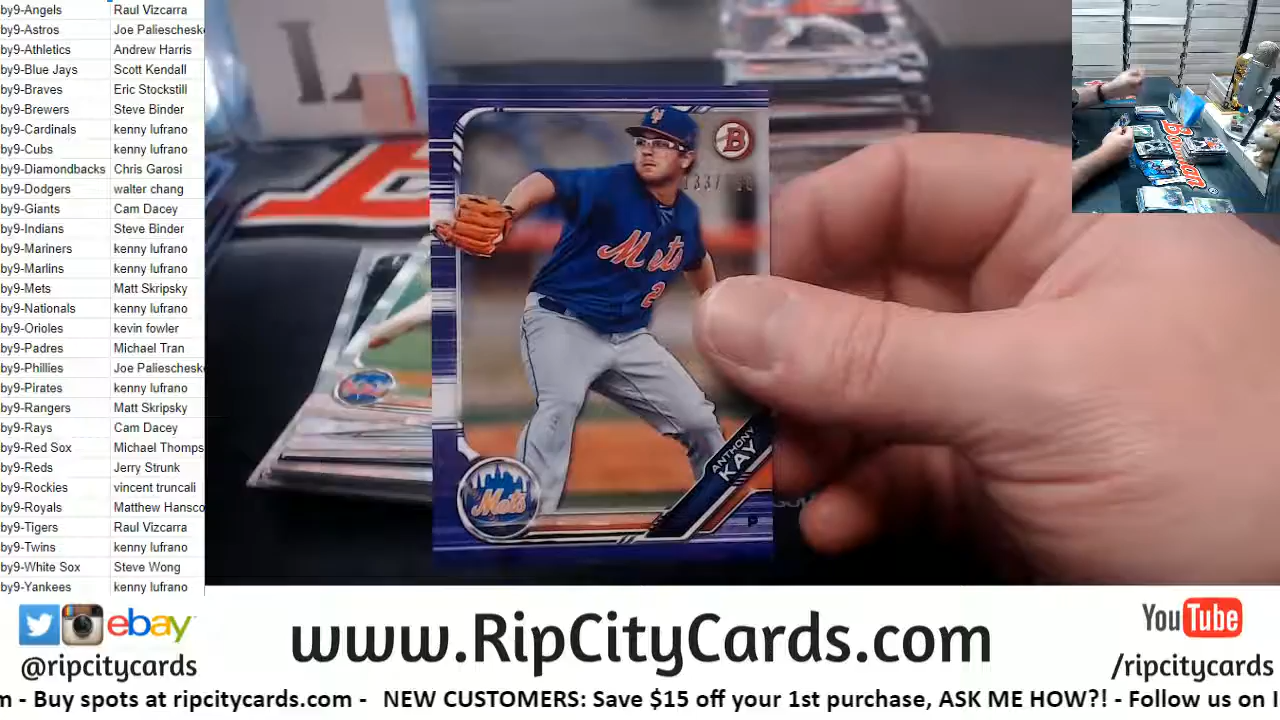 by9-Angels Raul Vizcarra
by9-Astros Joe Paliescheske
by9-Athletics Andrew Harris
by9-Blue Jays Scott Kendall
by9-Braves Eric Stockstill
by9-Brewers Steve Binder
by9-Cardinals kenny lufrano
by9-Cubs kenny lufrano
by9-Diamondbacks Chris Garosi
by9-Dodgers walter chang
by9-Giants Cam Dacey
by9-Indians Steve Binder
by9-Mariners kenny lufrano
by9-Marlins kenny lufrano
by9-Mets Matt Skripsky
by9-Nationals kenny lufrano
by9-Orioles kevin fowler
by9-Padres Michael Tran
by9-Phillies Joe Paliescheske
by9-Pirates kenny lufrano
by9-Rangers Matt Skripsky
by9-Rays Cam Dacey
by9-Red Sox Michael Thomps
by9-Reds Jerry Strunk
by9-Rockies vincent truncali
by9-Royals Matthew Hansco
by9-Tigers Raul Vizcarra
by9-Twins kenny lufrano
by9-White Sox Steve Wong
by9-Yankees kenny lufrano
B
133/
Mets
2
ANTHONY
KAY
Mets
P
Bowman
ebay
@ripcitycards
www.RipCityCards.com
YouTube
/ripcitycards
m - Buy spots at ripcitycards.com - NEW CUSTOMERS: Save $15 off your 1st purchase, ASK ME HOW?! - Follow us on I